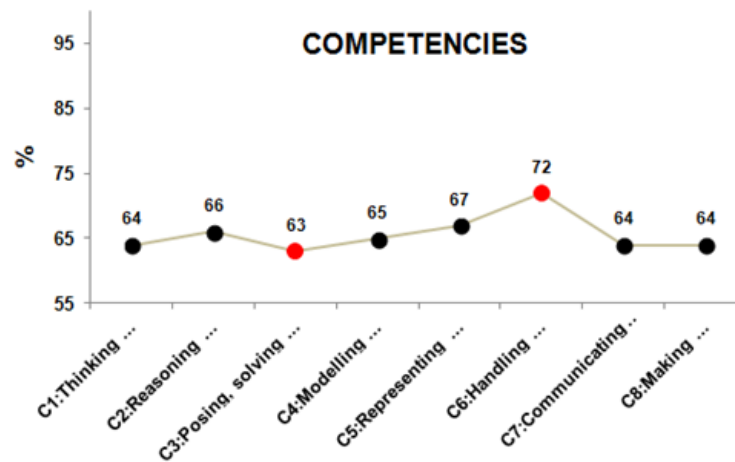 COMPETENCIES
%
95
85
75
65
55
64
66
63
65
67
72
64
64
C1:Thinking ...
C2:Reasoning ...
C3:Posing, solving ...
C4:Modelling ...
C5:Representing ...
C6:Handling ...
C7:Communicating..
C8:Making ...